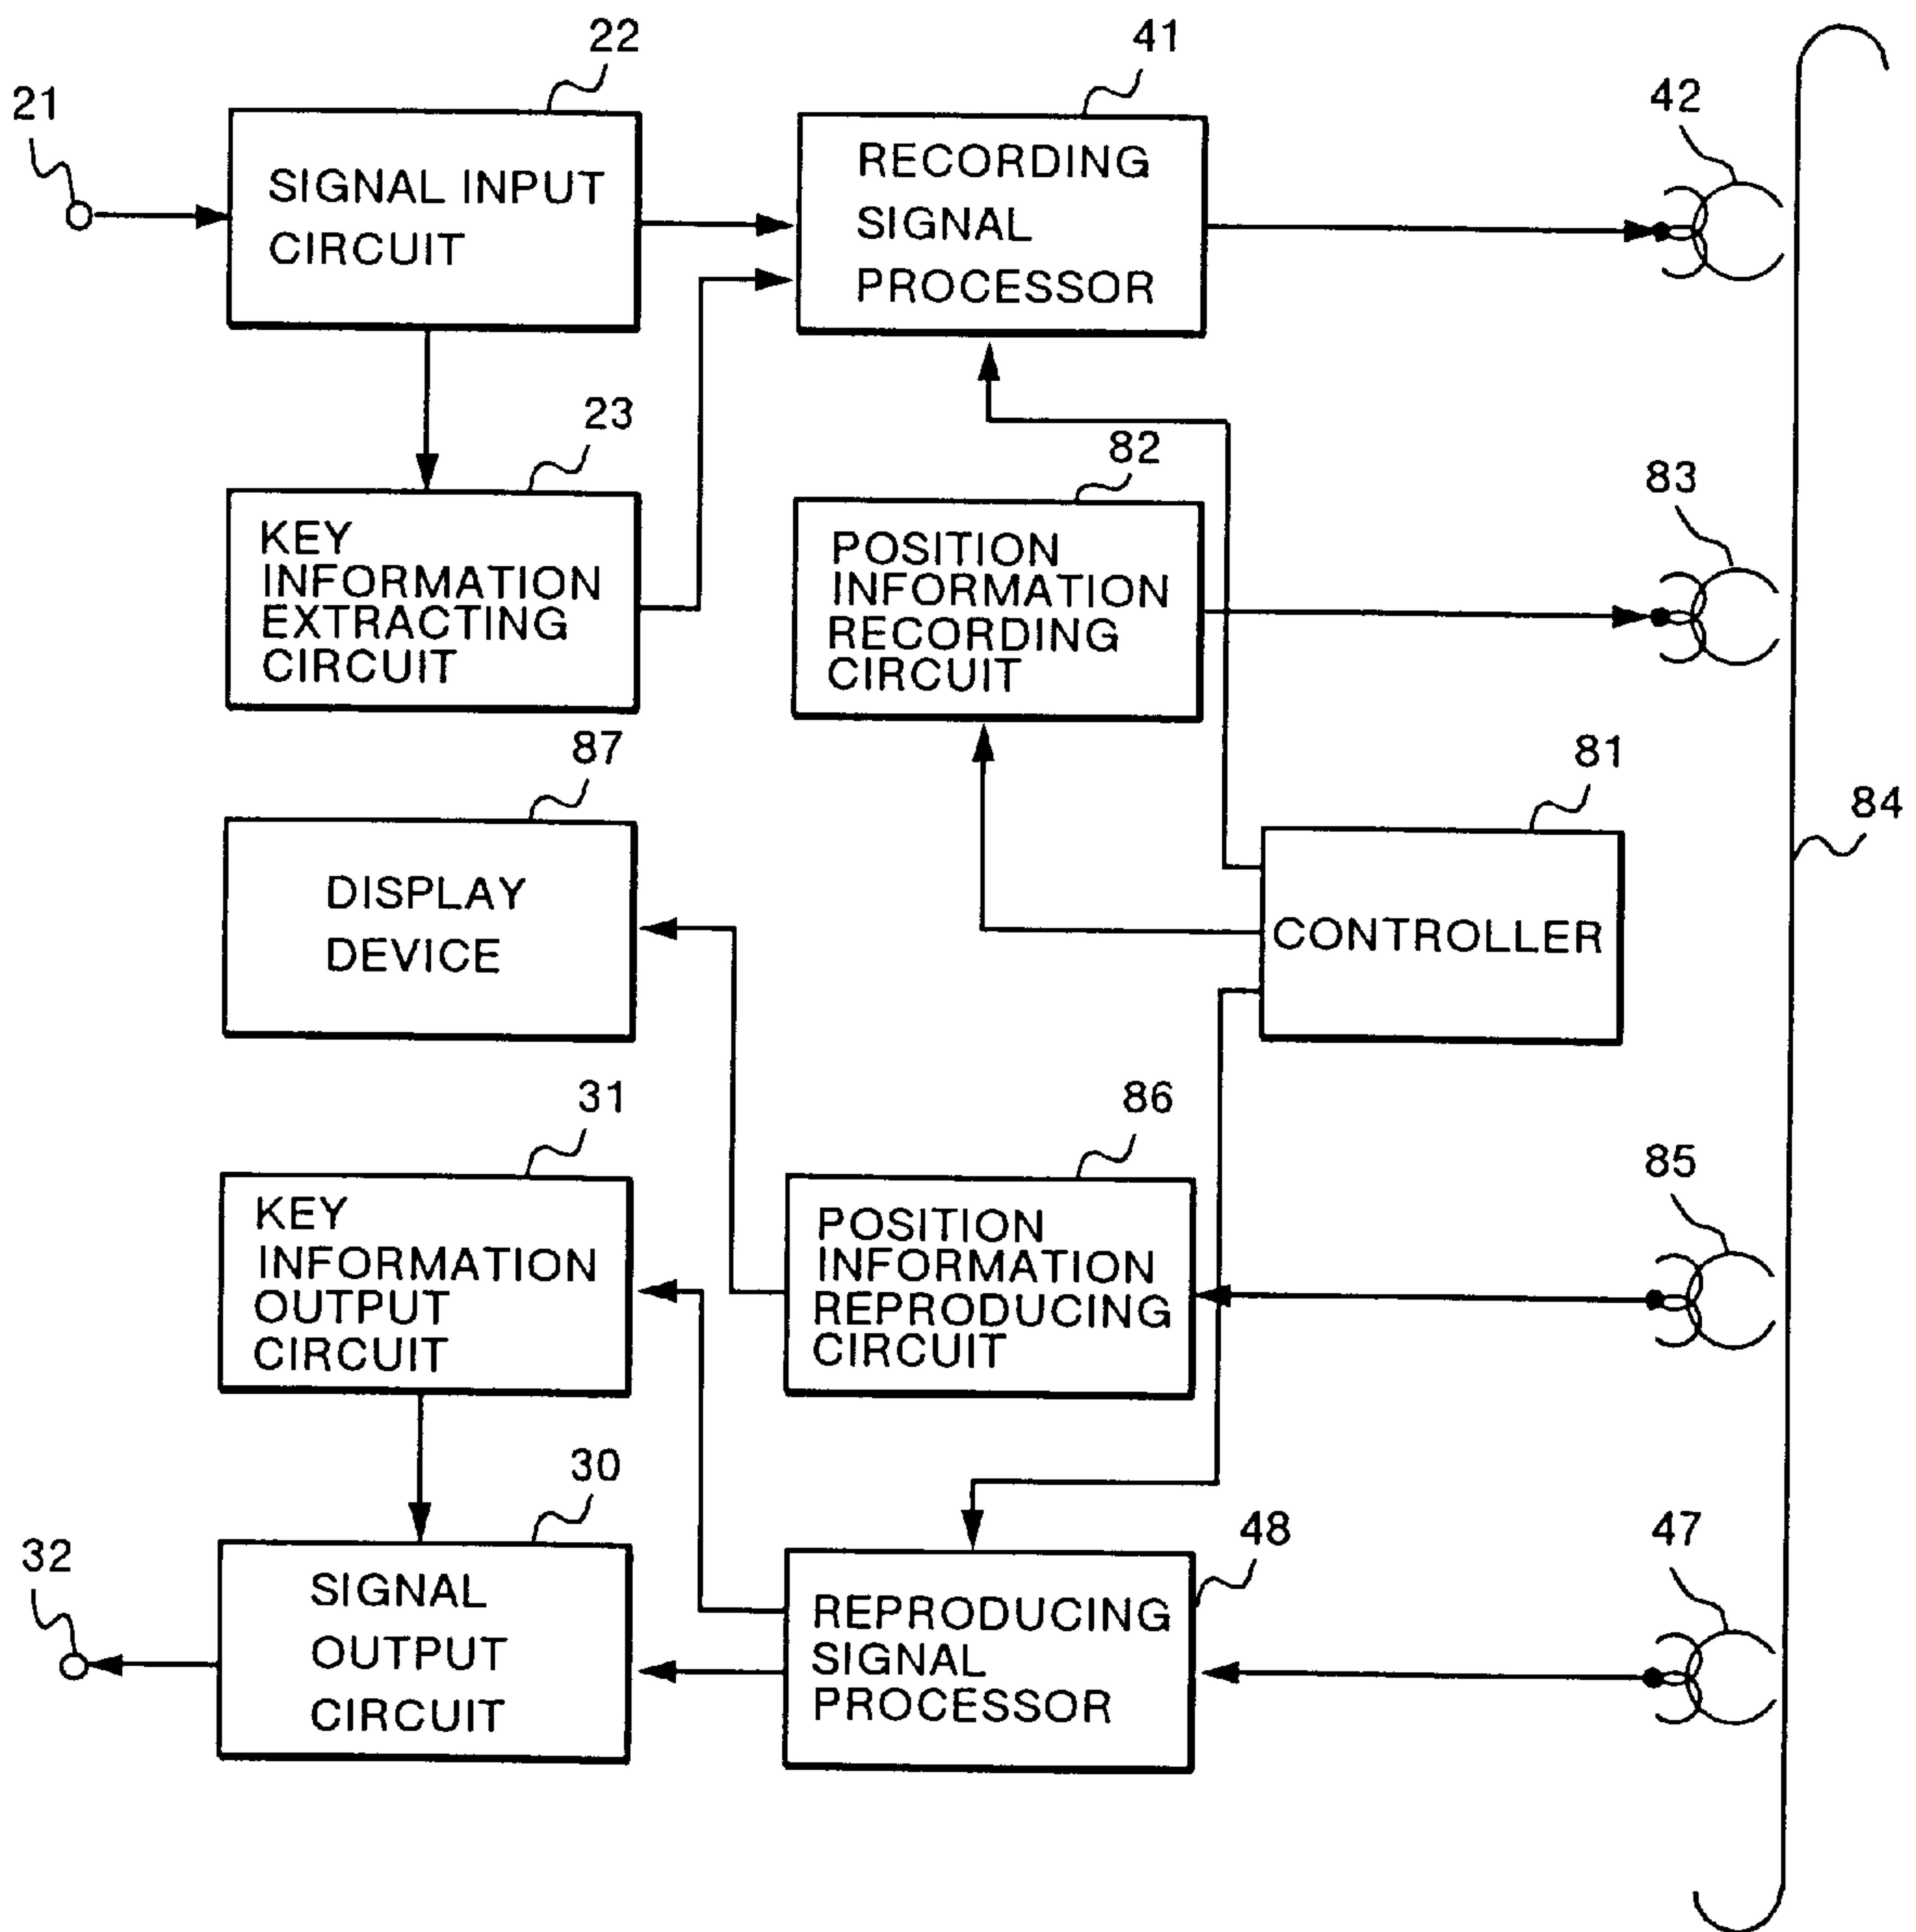 22
41
21
42
SIGNAL INPUT
CIRCUIT
RECORDING
SIGNAL
PROCESSOR
23
82
83
KEY
INFORMATION
EXTRACTING
CIRCUIT
POSITION
INFORMATION
RECORDING
CIRCUIT
87
81
84
DISPLAY
DEVICE
CONTROLLER
31
86
85
KEY
INFORMATION
OUTPUT
CIRCUIT
POSITION
INFORMATION
REPRODUCING
CIRCUIT
30
48
47
32
SIGNAL
OUTPUT
CIRCUIT
REPRODUCING
SIGNAL
PROCESSOR